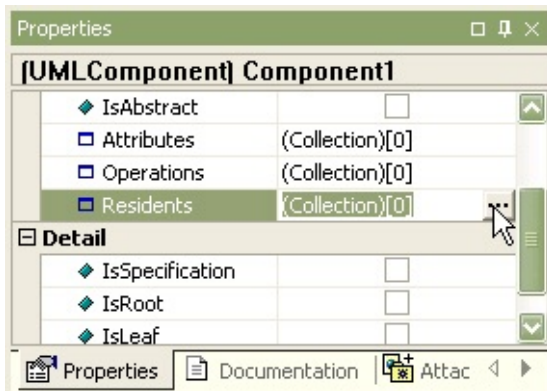 Properties
(UMLComponent) Component1
IsAbstract
Attributes (Collection)[0]
Operations (Collection)[0]
Residents (Collection)[0] ...
Detail
IsSpecification
IsRoot
IsLeaf
Properties Documentation Attac